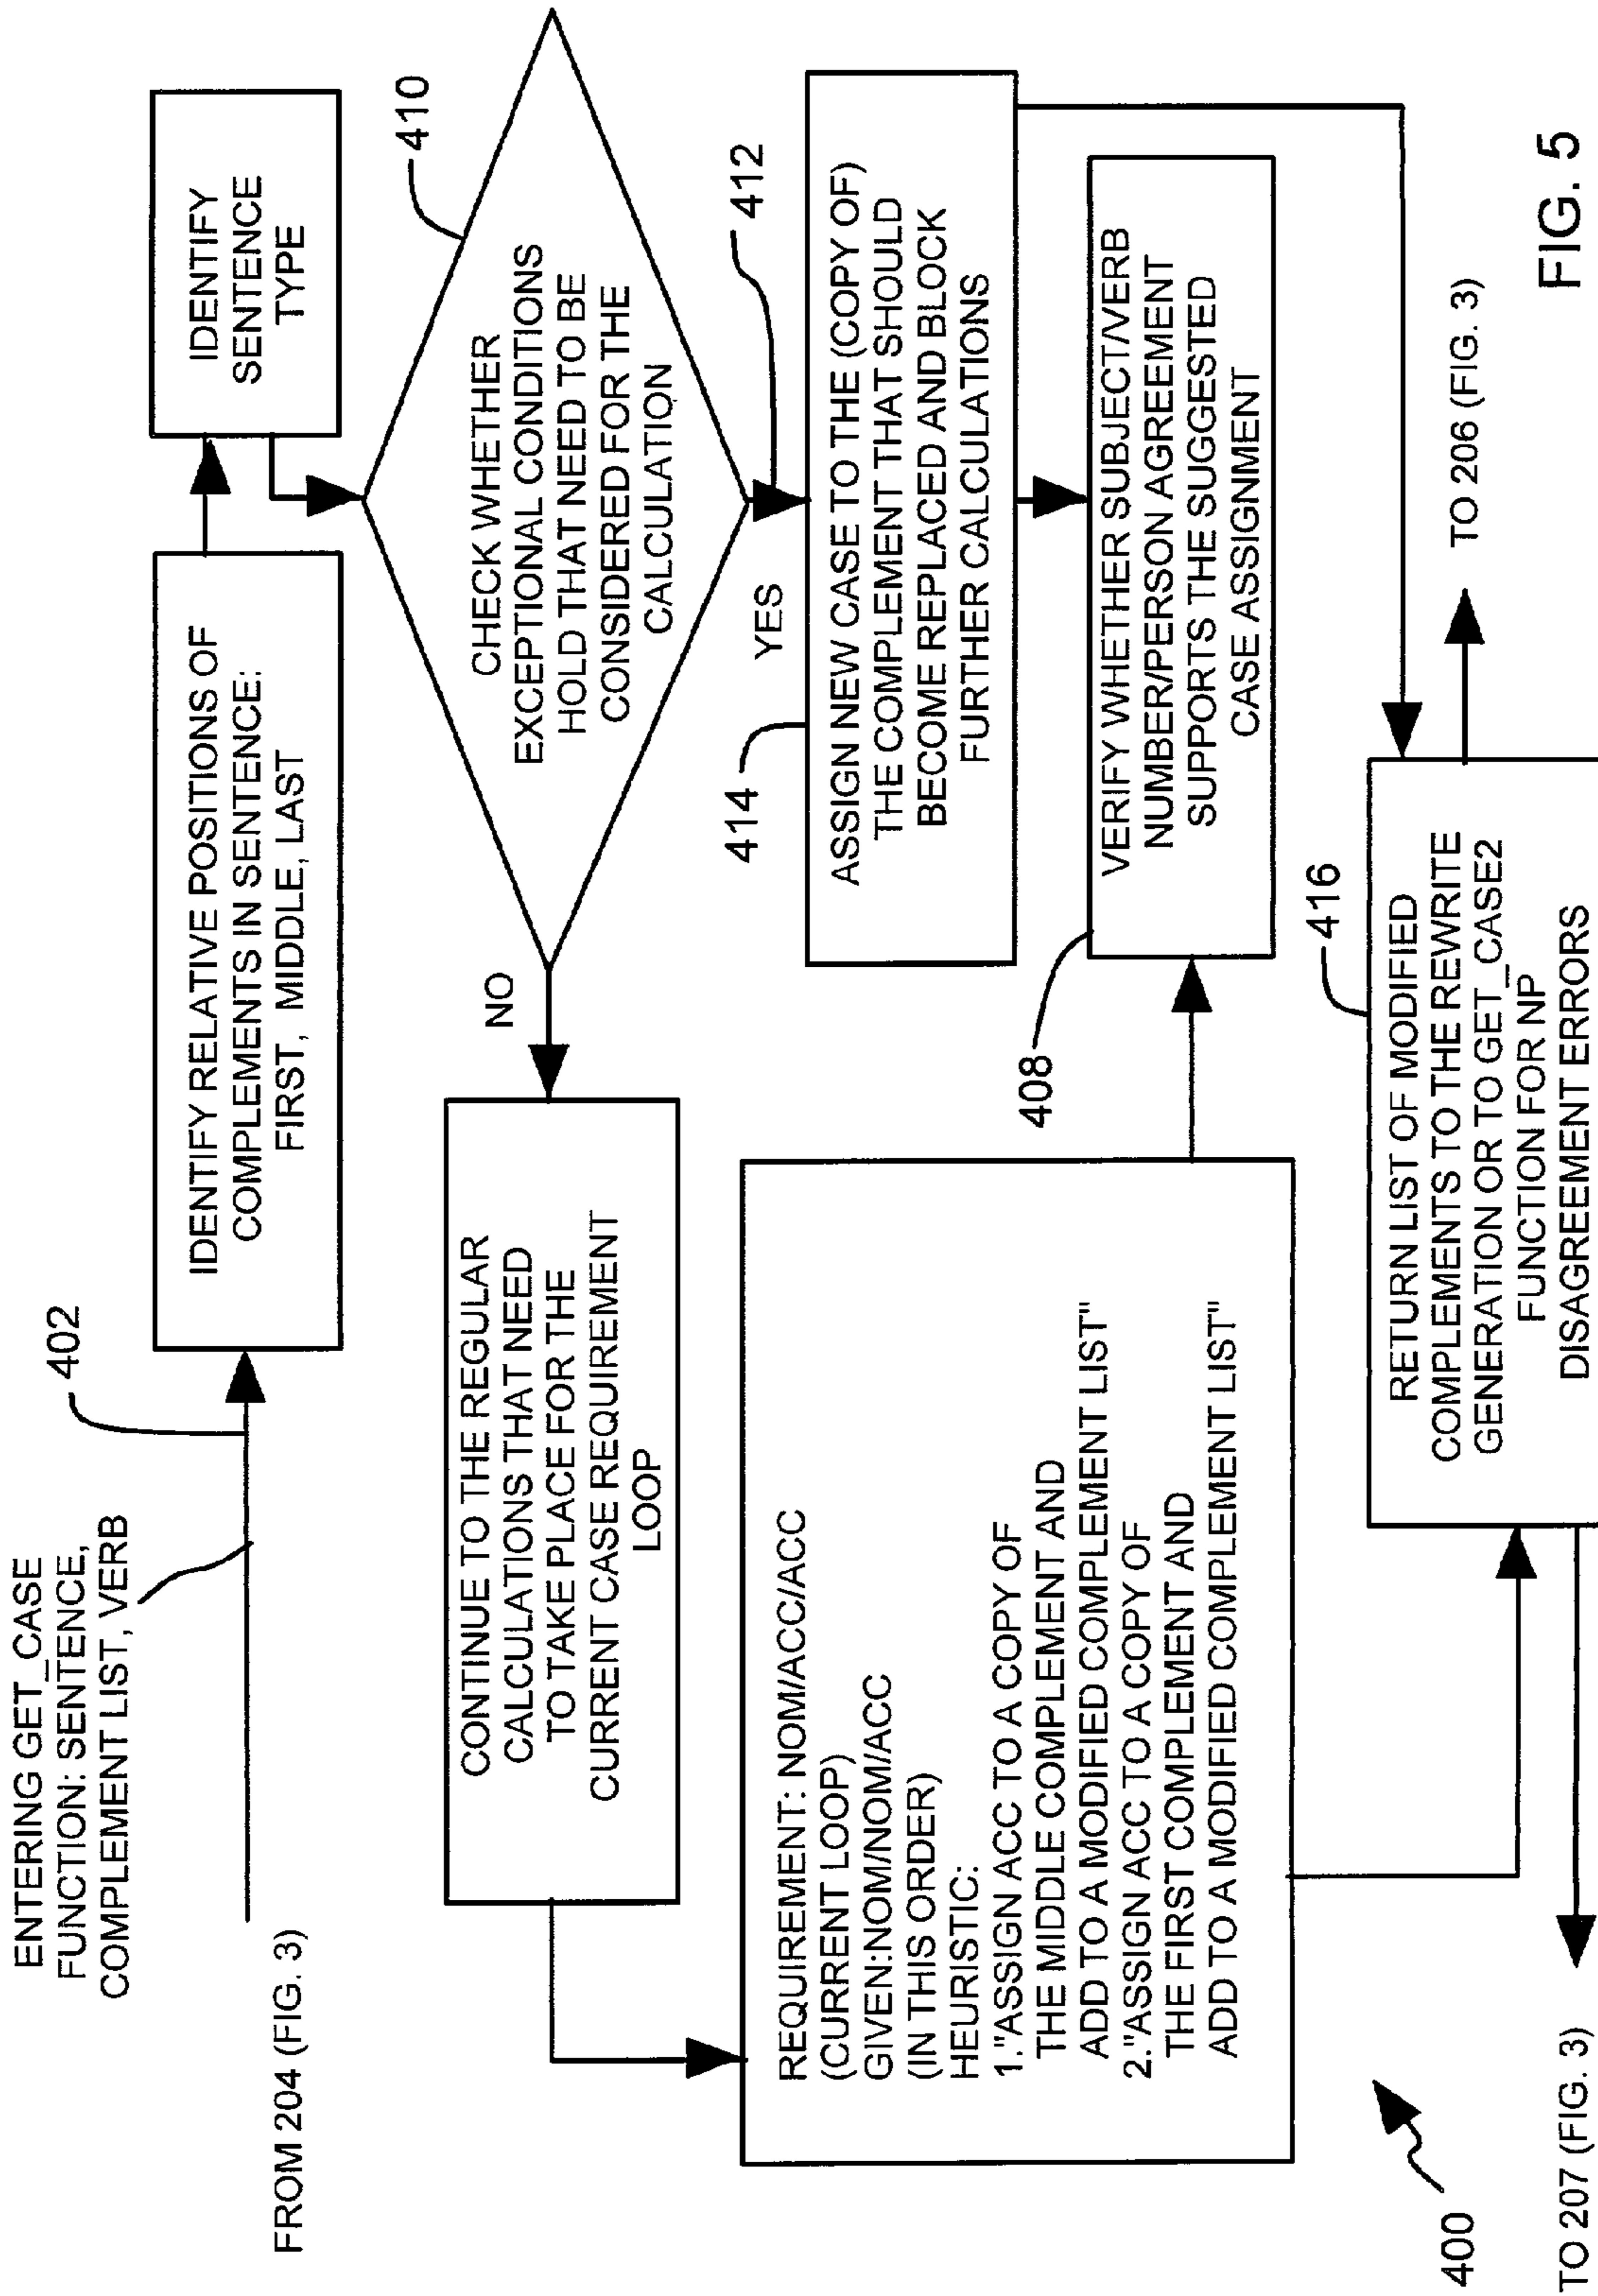 ENTERING GET_CASE
FUNCTION: SENTENCE,
COMPLEMENT LIST, VERB
402
FROM 204 (FIG. 3)
IDENTIFY RELATIVE POSITIONS OF
COMPLEMENTS IN SENTENCE:
FIRST, MIDDLE, LAST
IDENTIFY
SENTENCE
TYPE
410
CHECK WHETHER
EXCEPTIONAL CONDITIONS
HOLD THAT NEED TO BE
CONSIDERED FOR THE
CALCULATION
NO
YES
412
CONTINUE TO THE REGULAR
CALCULATIONS THAT NEED
TO TAKE PLACE FOR THE
CURRENT CASE REQUIREMENT
LOOP
414
ASSIGN NEW CASE TO THE (COPY OF)
THE COMPLEMENT THAT SHOULD
BECOME REPLACED AND BLOCK
FURTHER CALCULATIONS
REQUIREMENT: NOM/ACC/ACC
(CURRENT LOOP)
GIVEN:NOM/NOM/ACC
(IN THIS ORDER)
HEURISTIC:
1."ASSIGN ACC TO A COPY OF
THE MIDDLE COMPLEMENT AND
ADD TO A MODIFIED COMPLEMENT LIST"
2."ASSIGN ACC TO A COPY OF
THE FIRST COMPLEMENT AND
ADD TO A MODIFIED COMPLEMENT LIST"
408
VERIFY WHETHER SUBJECT/VERB
NUMBER/PERSON AGREEMENT
SUPPORTS THE SUGGESTED
CASE ASSIGNMENT
416
RETURN LIST OF MODIFIED
COMPLEMENTS TO THE REWRITE
GENERATION OR TO GET_CASE2
FUNCTION FOR NP
DISAGREEMENT ERRORS
TO 206 (FIG. 3)
400
TO 207 (FIG. 3)
FIG. 5